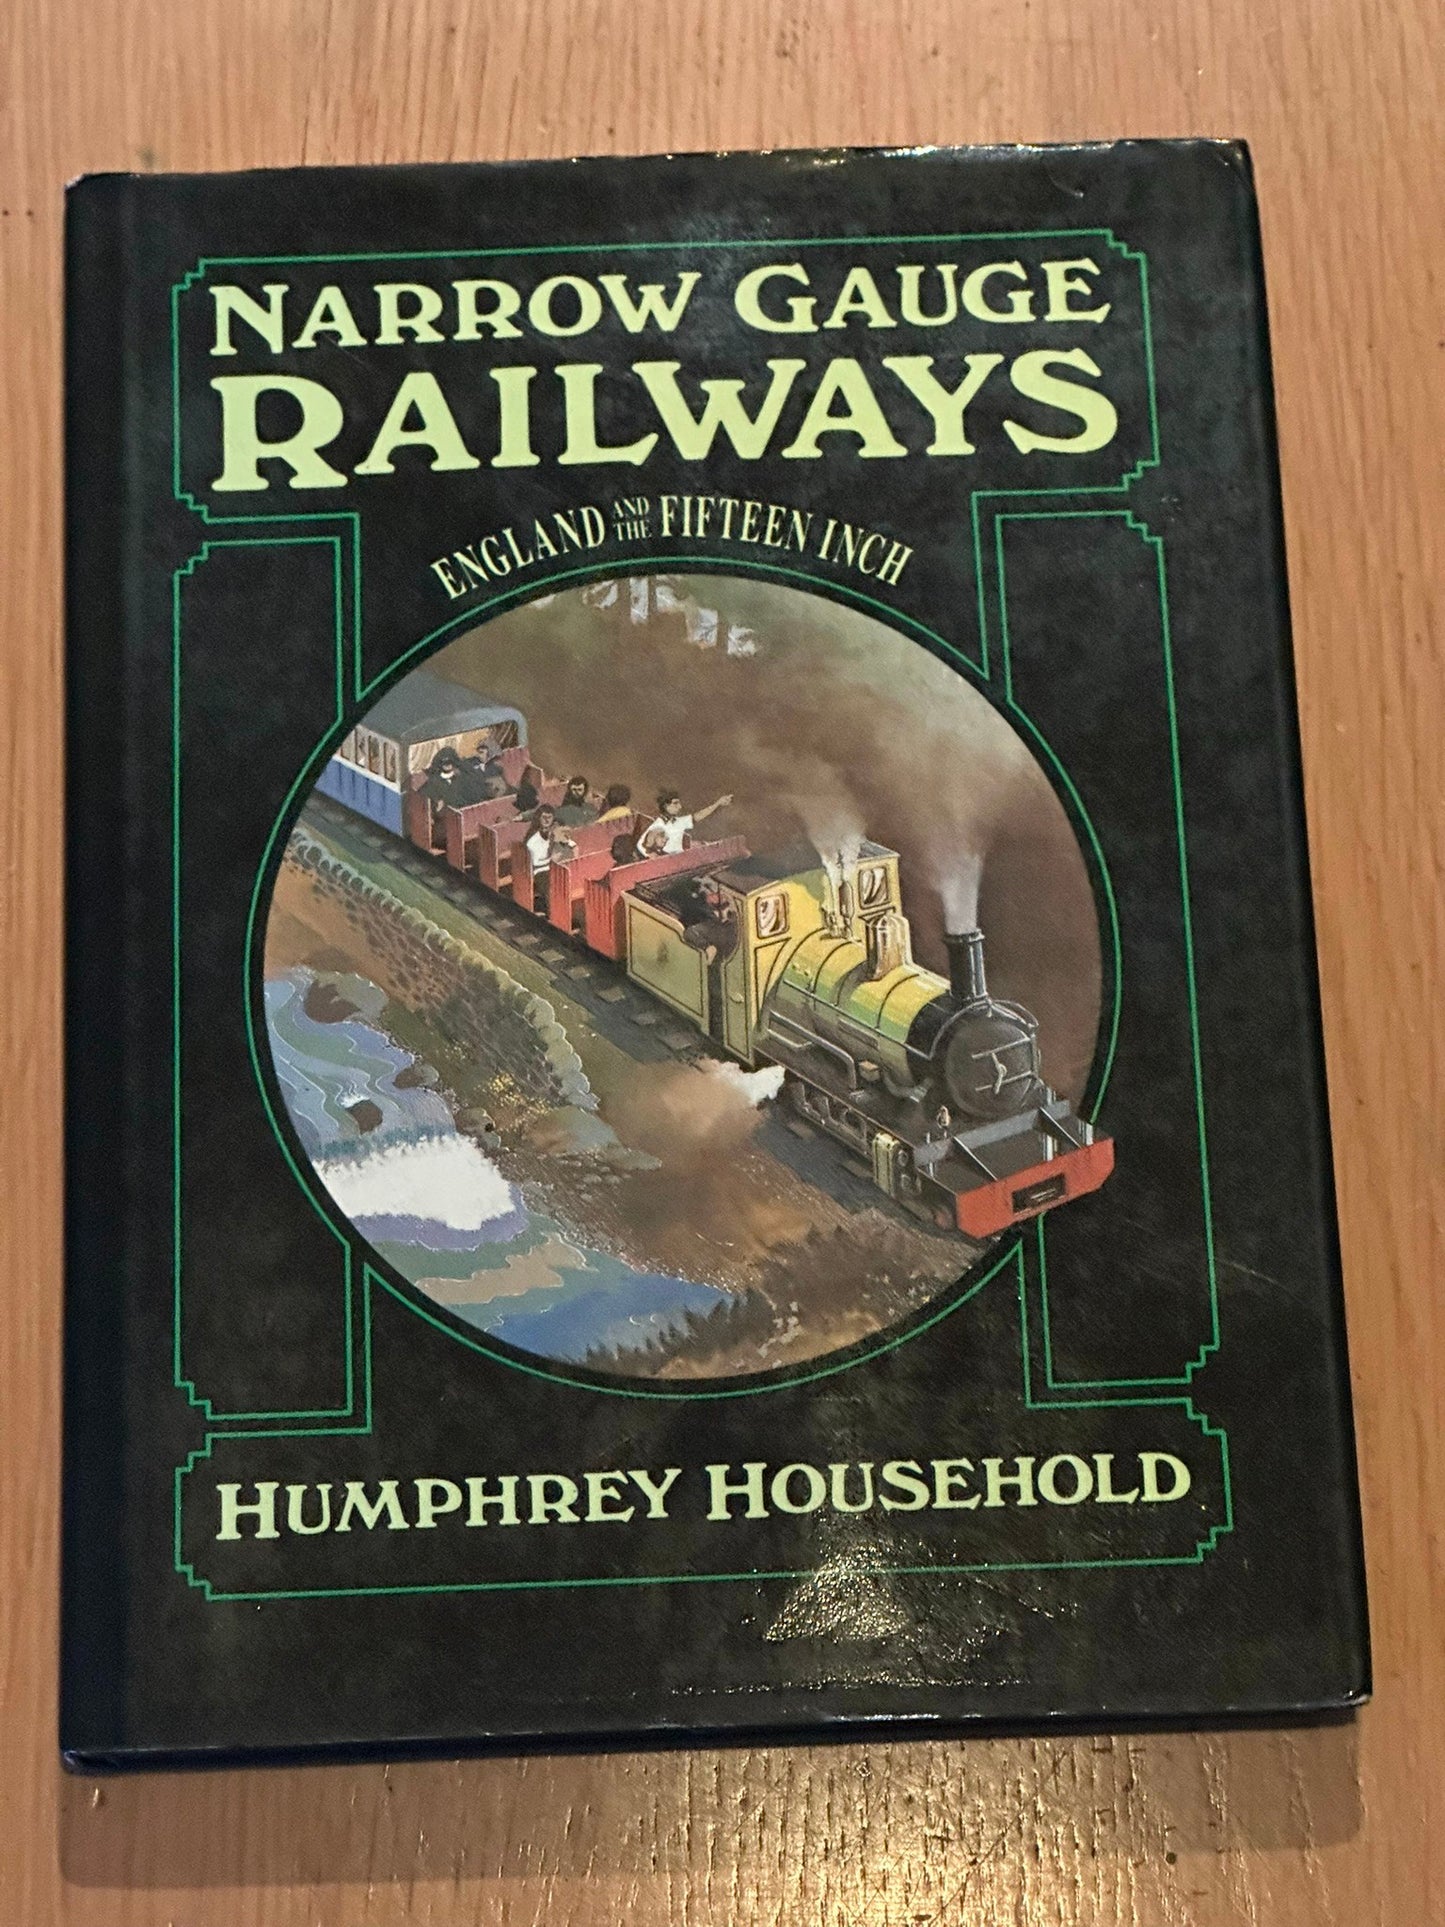 NARROW GAUGE
RAILWAYS
ENGLAND AND THE FIFTEEN INCH
HUMPHREY HOUSEHOLD